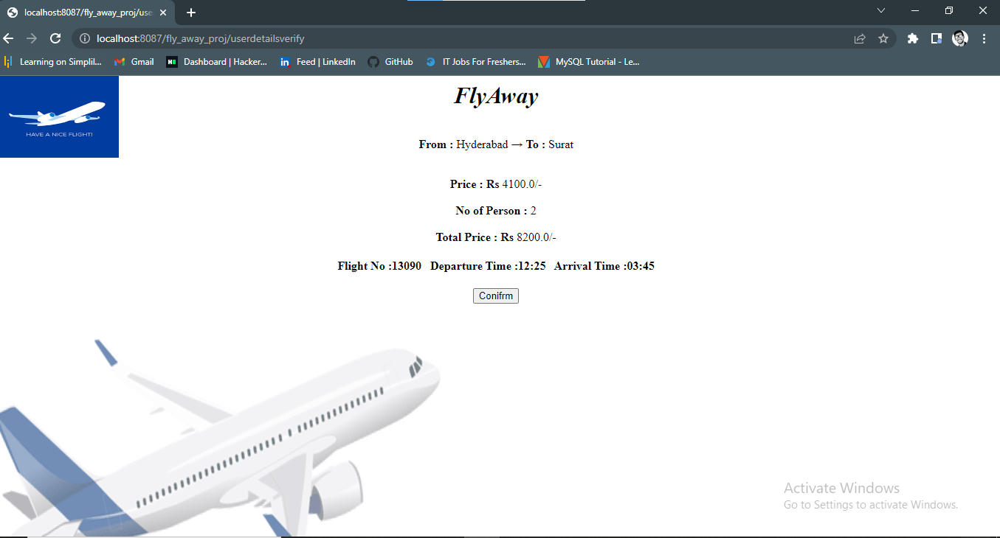 localhost:8087/fly_away_proj/use
localhost:8087/fly_away_proj/userdetailsverify
Learning on Simplil... Gmail Dashboard | Hacker... Feed | LinkedIn GitHub IT Jobs For Freshers... MySQL Tutorial - Le...
HAVE A NICE FLIGHT!
FlyAway
From : Hyderabad → To : Surat
Price : Rs 4100.0/-
No of Person : 2
Total Price : Rs 8200.0/-
Flight No :13090 Departure Time :12:25 Arrival Time :03:45
Conifrm
Activate Windows
Go to Settings to activate Windows.